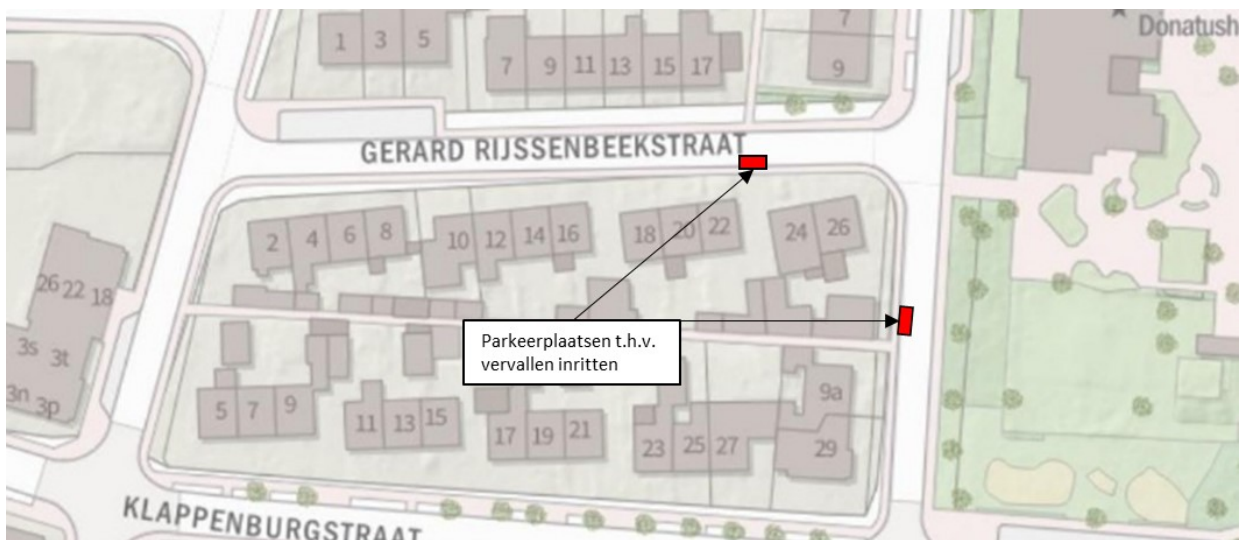 Donatush
1 3 5
7 9 11 13 15 17
7
9
GERARD RIJSSENBEEKSTRAAT
2 4 6 8
10 12 14 16
18 20 22
24 26
26 22 18
3s 3t
3n 3p
Parkeerplaatsen t.h.v.
vervallen inritten
5 7 9
11 13 15
17 19 21
23 25 27
9a
29
KLAPPENBURGSTRAAT